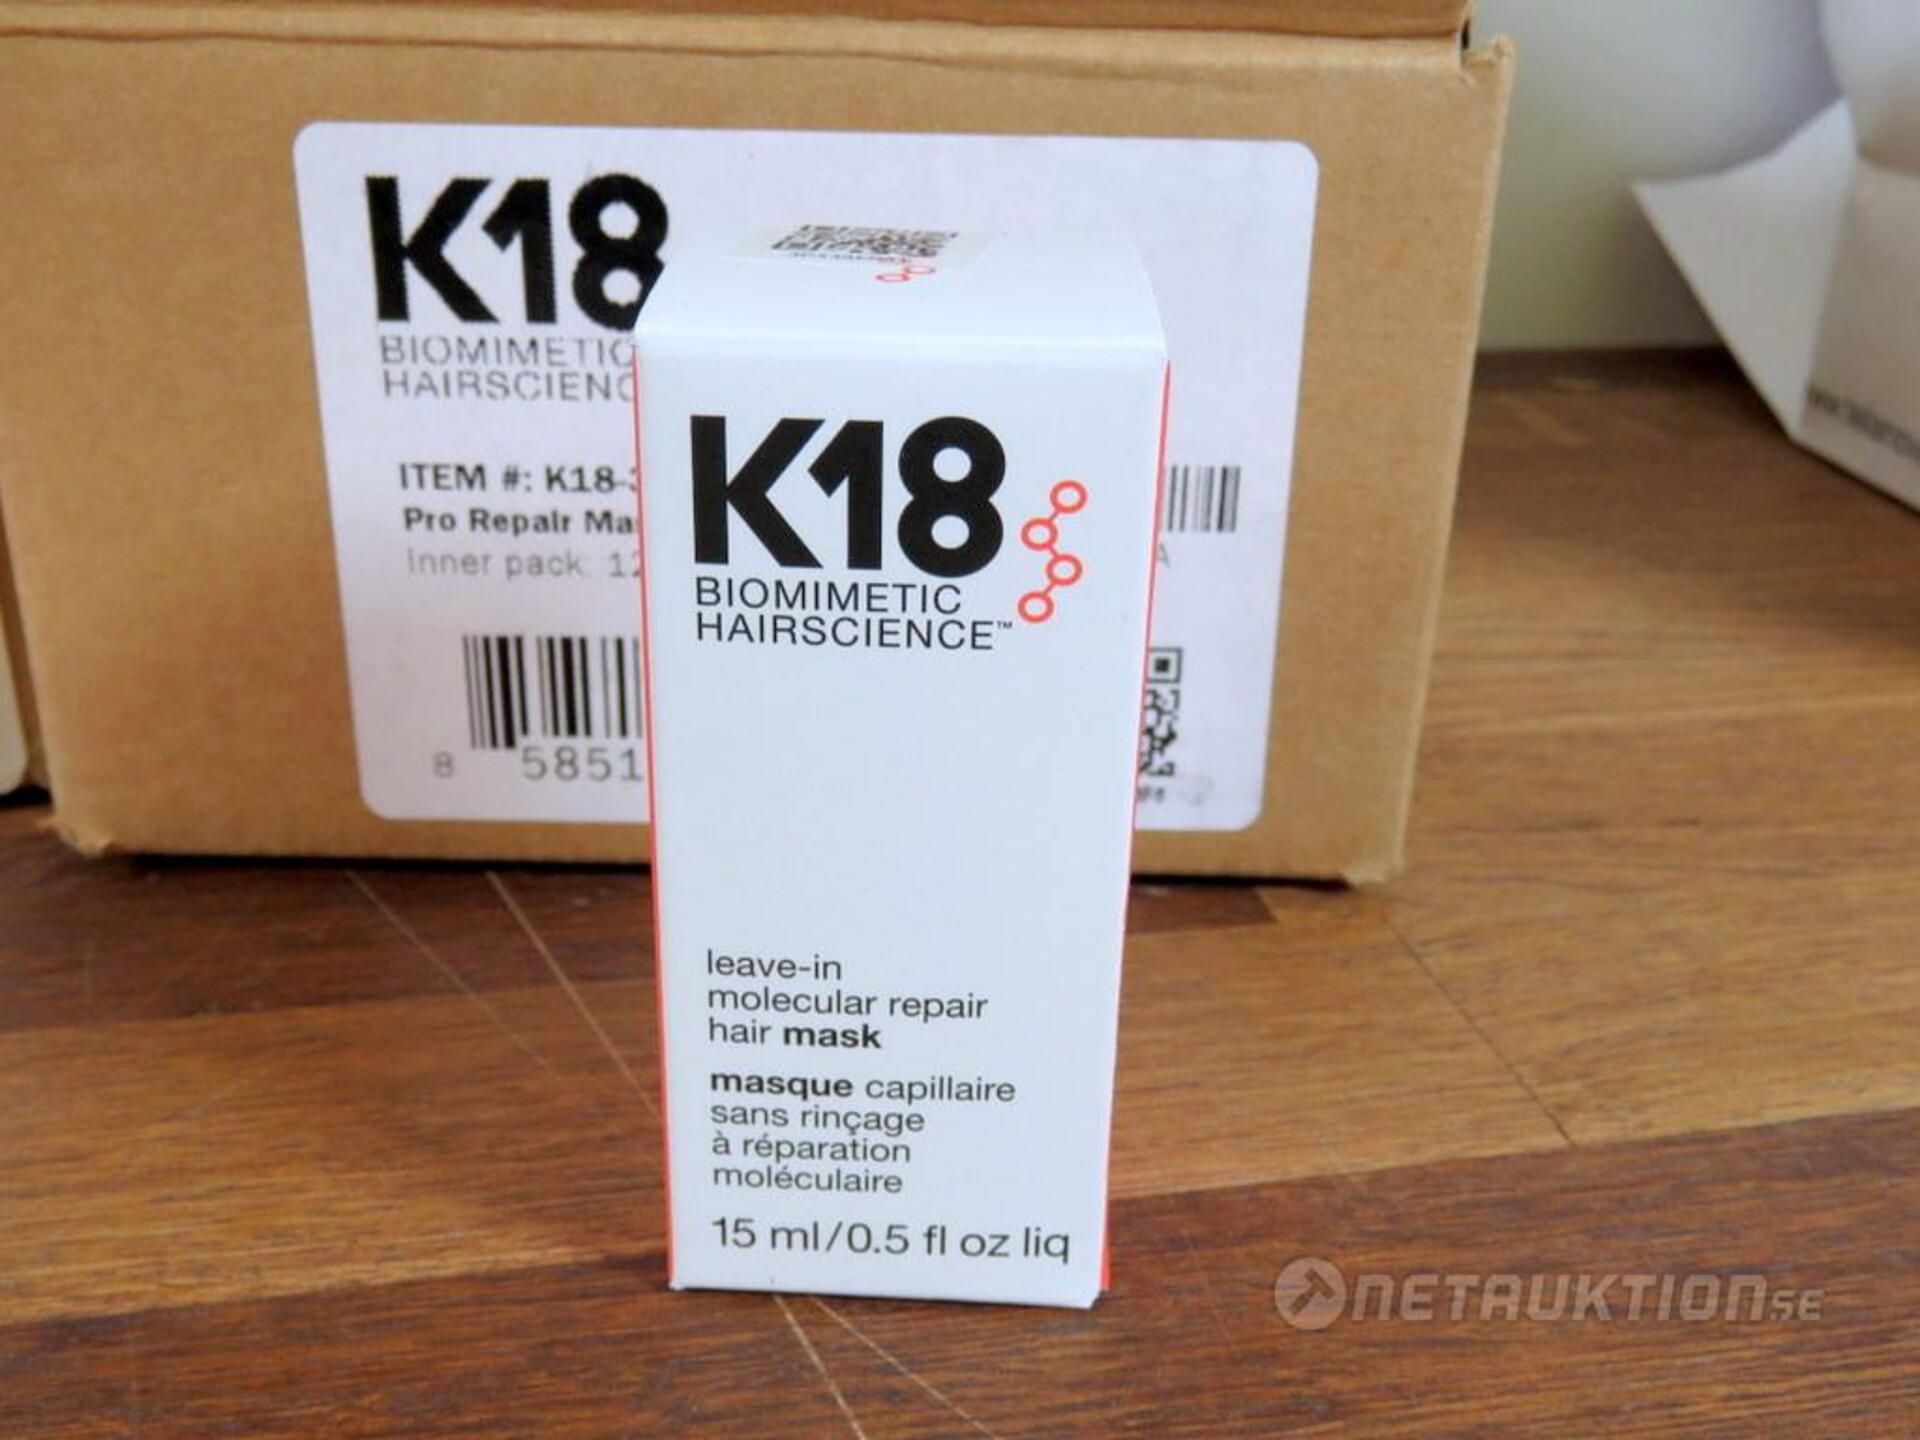 K18
BIOMIMETIC
HAIRSCIENC
ITEM #: K18-
Pro Repair Ma
Inner pack: 12
8 5851
A
K18
BIOMIMETIC
HAIRSCIENCE™
leave-in
molecular repair
hair mask
masque capillaire
sans rinçage
à réparation
moléculaire
15 ml/0.5 fl oz liq
NETAUKTION.SE